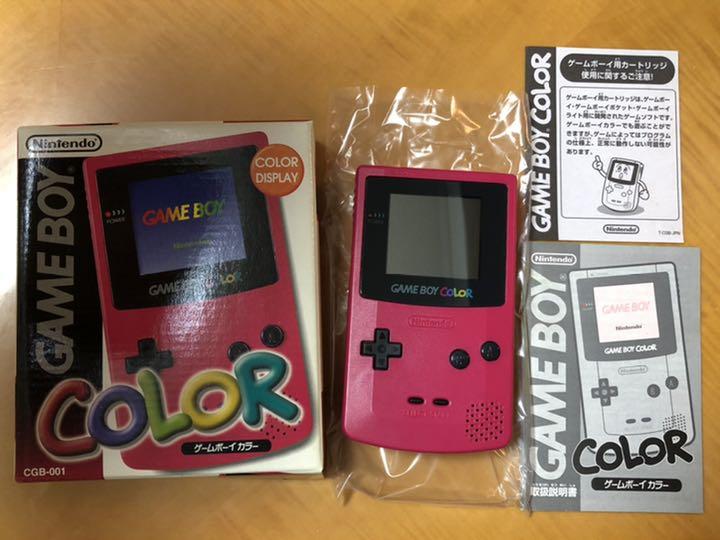 Nintendo
GAME BOY
COLOR
DISPLAY
POWER
GAME BOY
Nintendo
GAME BOY COLOR
COLOR
ゲームボーイ カラー
CGB-001
POWER
GAME BOY COLOR
Nintendo
GAME BOY COLOR
ゲームボーイ用カートリッジ
使用に関するご注意!
ゲームボーイ用カートリッジは、ゲームボー
イ・ゲームボーイポケット・ゲームボーイ
ライト用に開発されたゲームソフトです。
ゲームボーイカラーでも遊ぶことがで
きますが、ゲームによってはプログラム
の仕様上、正常に動作しない可能性が
あります。
Nintendo
T-CGB-JPN
Nintendo
GAME BOY
GAME BOY
Nintendo
GAME BOY COLOR
B
A
COLOR
ゲームボーイ カラー
取扱説明書